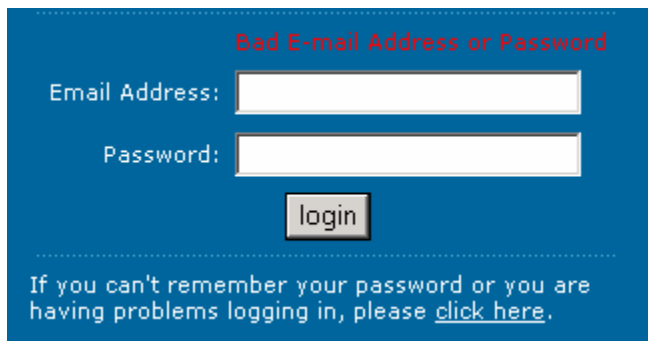 Bad E-mail Address or Password
Email Address:
Password:
login
If you can't remember your password or you are
having problems logging in, please click here.